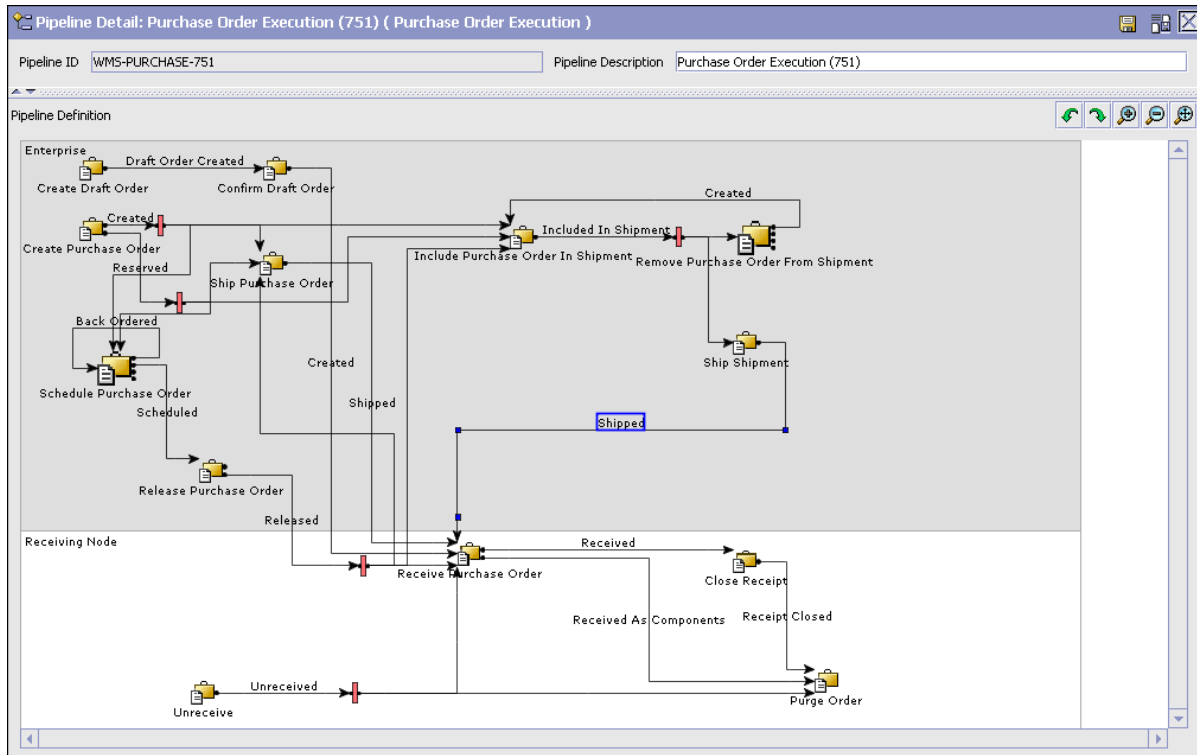 Pipeline Detail: Purchase Order Execution (751) ( Purchase Order Execution )
Pipeline ID WMS-PURCHASE-751 Pipeline Description Purchase Order Execution (751)
Pipeline Definition
Enterprise
Draft Order Created
Create Draft Order
Confirm Draft Order
Created
Created
Create Purchase Order
Included In Shipment
Include Purchase Order In Shipment
Remove Purchase Order From Shipment
Reserved
Ship Purchase Order
Back Ordered
Created
Ship Shipment
Schedule Purchase Order
Shipped
Scheduled
Shipped
Release Purchase Order
Released
Receiving Node
Received
Receive Purchase Order
Close Receipt
Received As Components
Receipt Closed
Unreceived
Unreceive
Purge Order